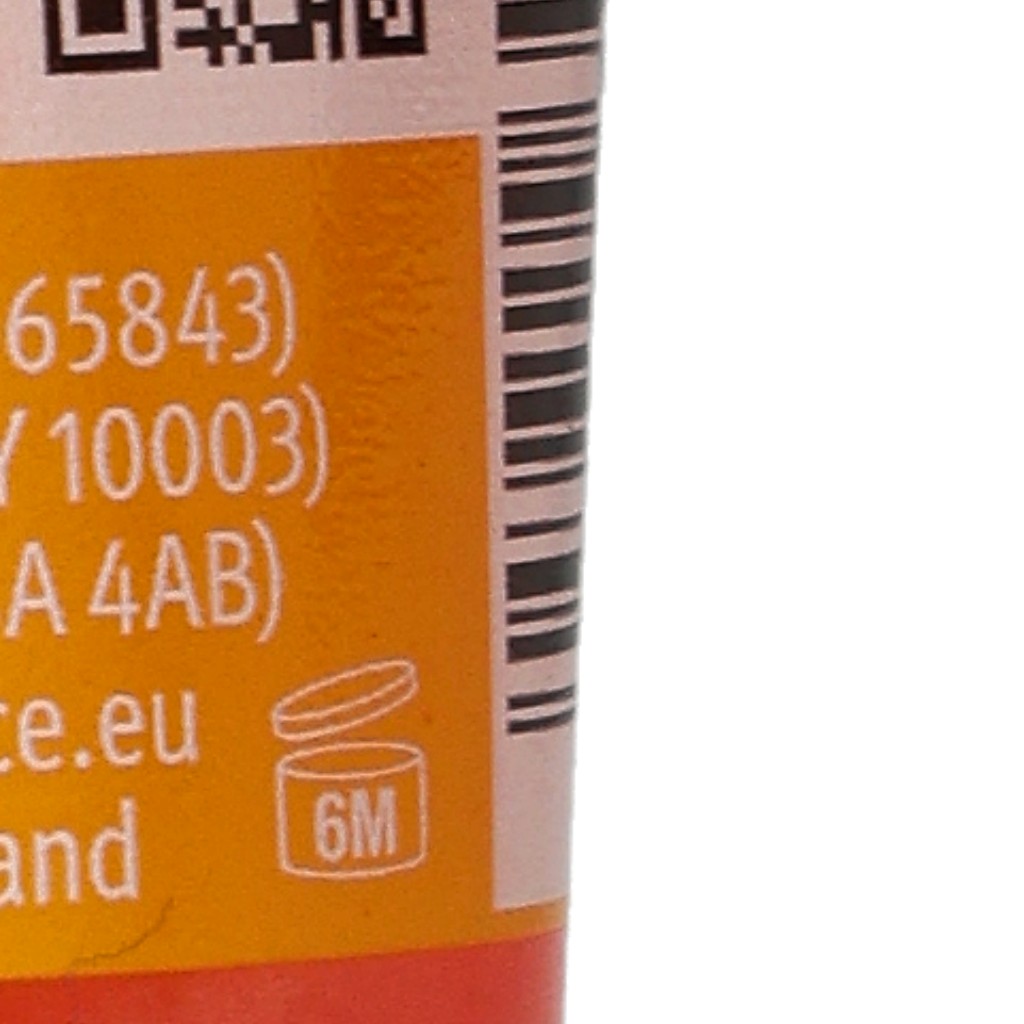 65843)
Y 10003)
A 4AB)
ce.eu
and
6M